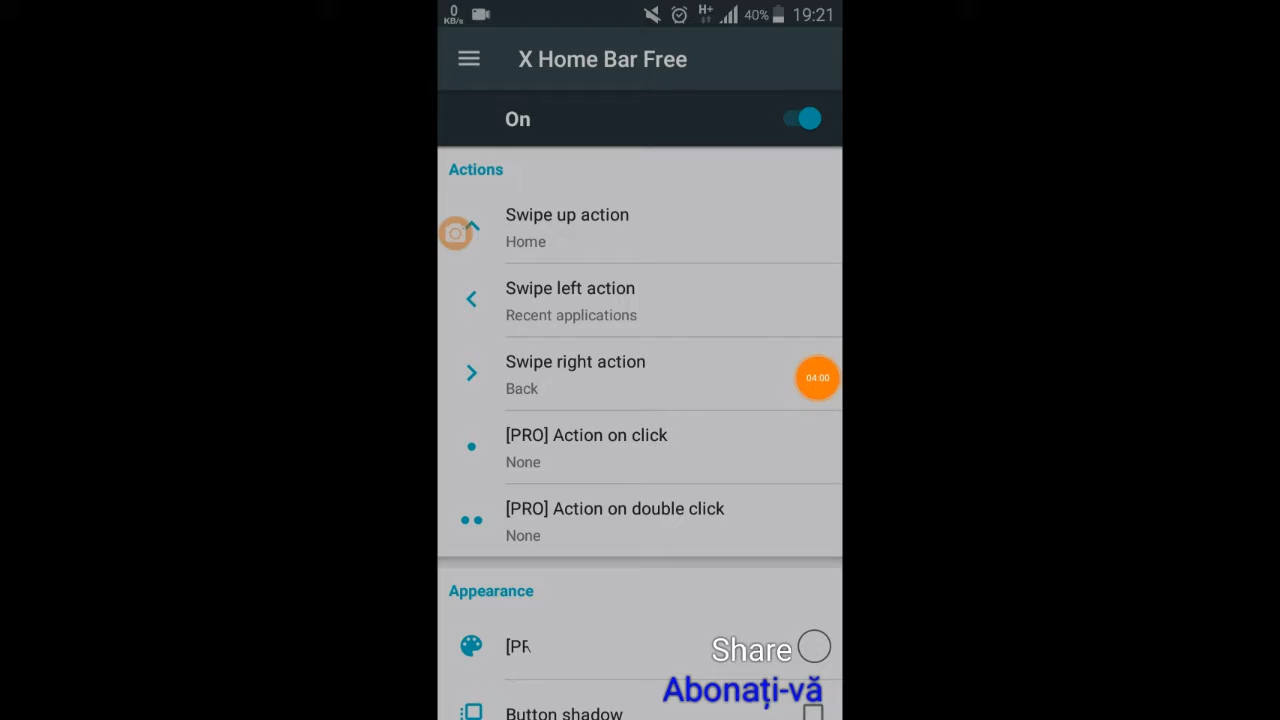 0 KB/s H+ 40% 19:21
X Home Bar Free
On
Actions
Swipe up action
Home
Swipe left action
Recent applications
Swipe right action
Back
04:00
[PRO] Action on click
None
[PRO] Action on double click
None
Appearance
[PR
Share
Abonați-vă
Button shadow